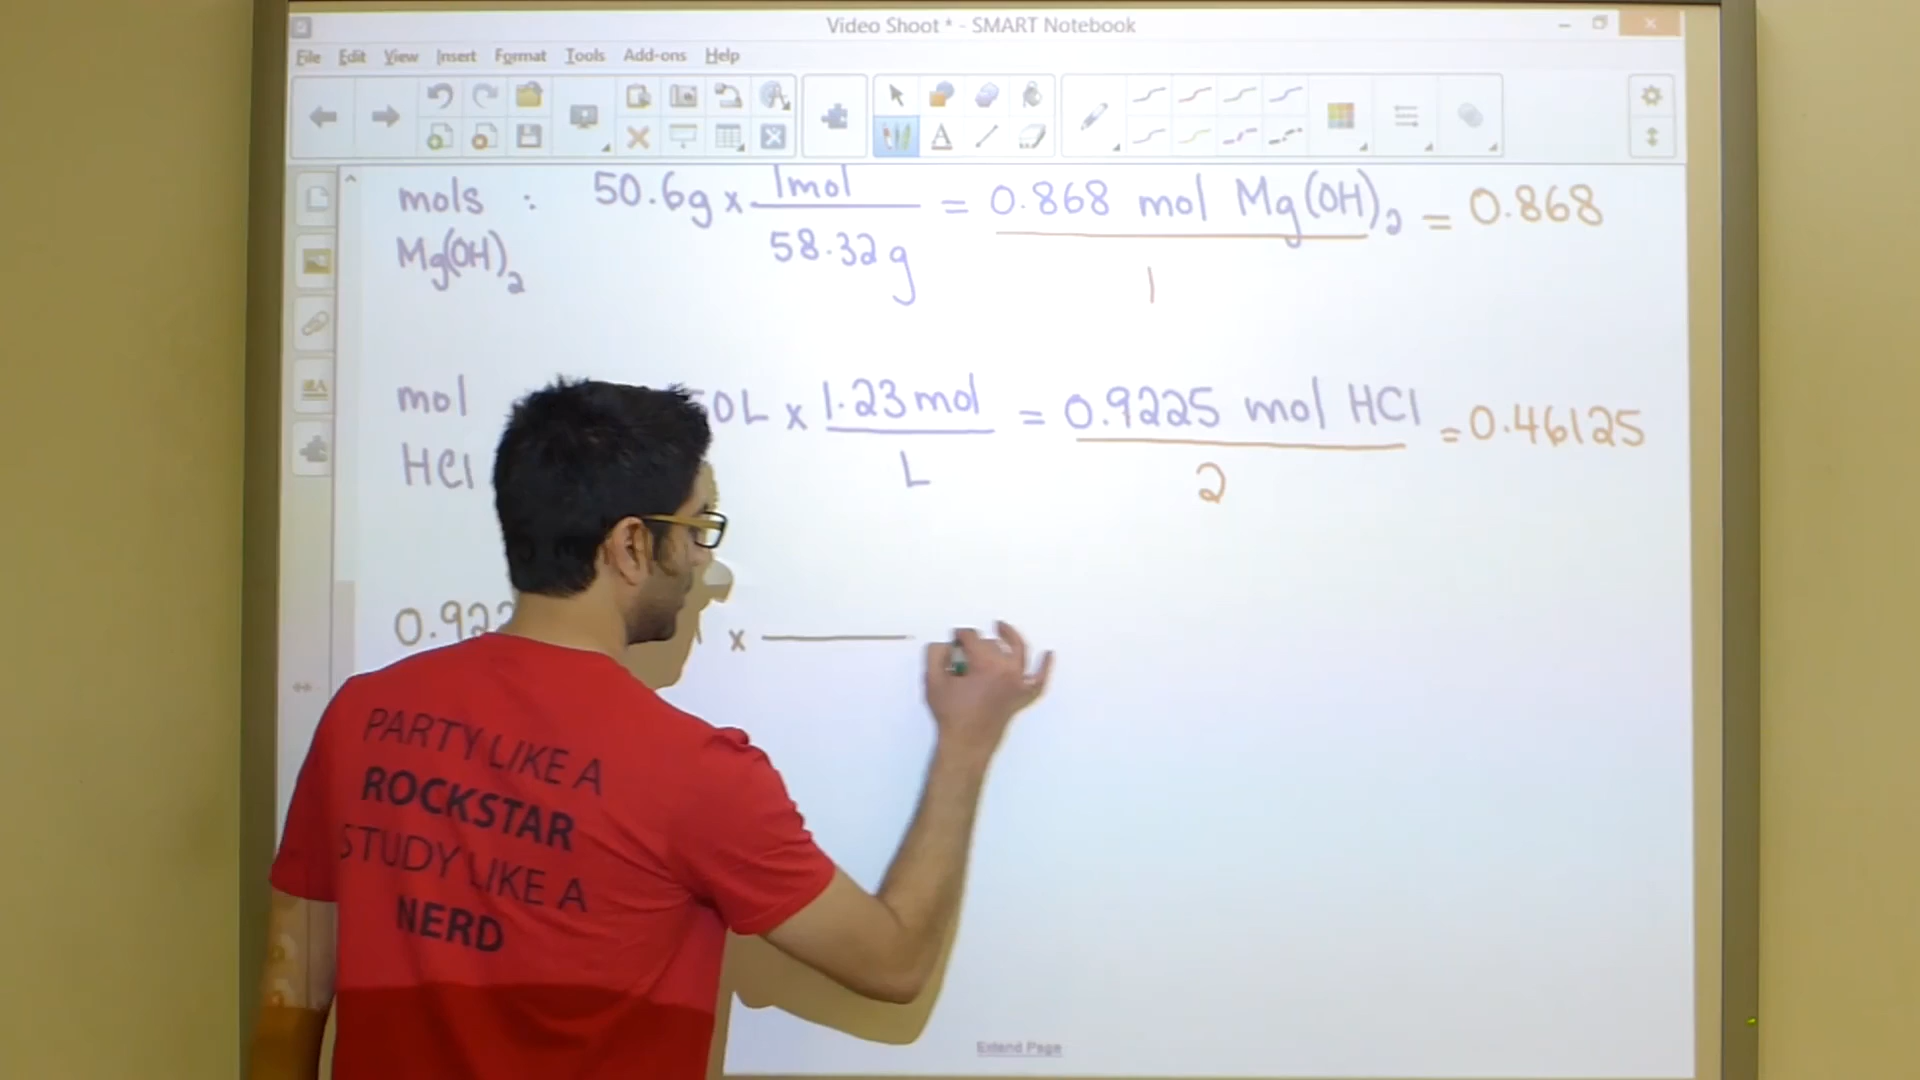 Video Shoot * - SMART Notebook
File Edit View Insert Format Tools Add-ons Help
mols : 50.6g x 1mol = 0.868 mol Mg(OH)2 = 0.868
Mg(OH)2 58.32g 1
mol 50L x 1.23mol = 0.9225 mol HCl = 0.46125
HCl L 2
0.922 x
PARTY LIKE A
ROCKSTAR
STUDY LIKE A
NERD
Extend Page